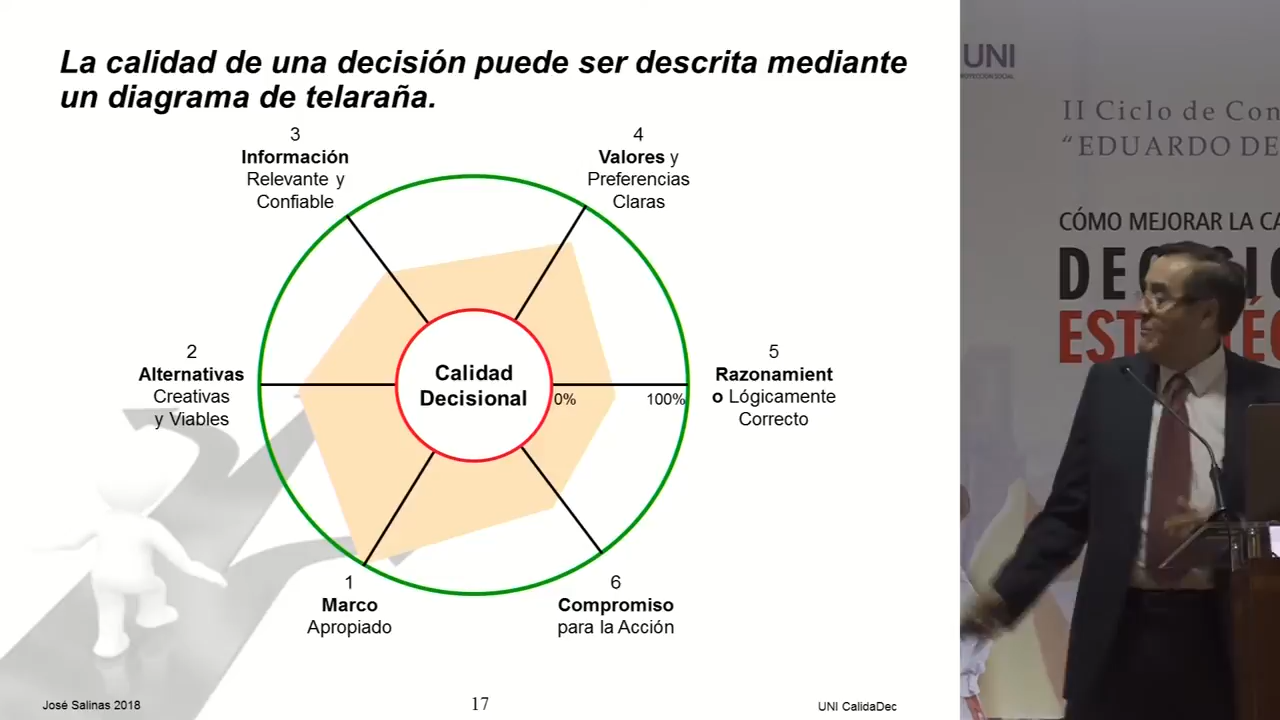 La calidad de una decisión puede ser descrita mediante
un diagrama de telaraña.
3
Información
Relevante y
Confiable
4
Valores y
Preferencias
Claras
2
Alternativas
Creativas
y Viables
Calidad
Decisional
0%
100%
5
Razonamient
o Lógicamente
Correcto
1
Marco
Apropiado
6
Compromiso
para la Acción
José Salinas 2018
17
UNI CalidaDec
UNI
II Ciclo de Con
“EDUARDO DE
CÓMO MEJORAR LA CA